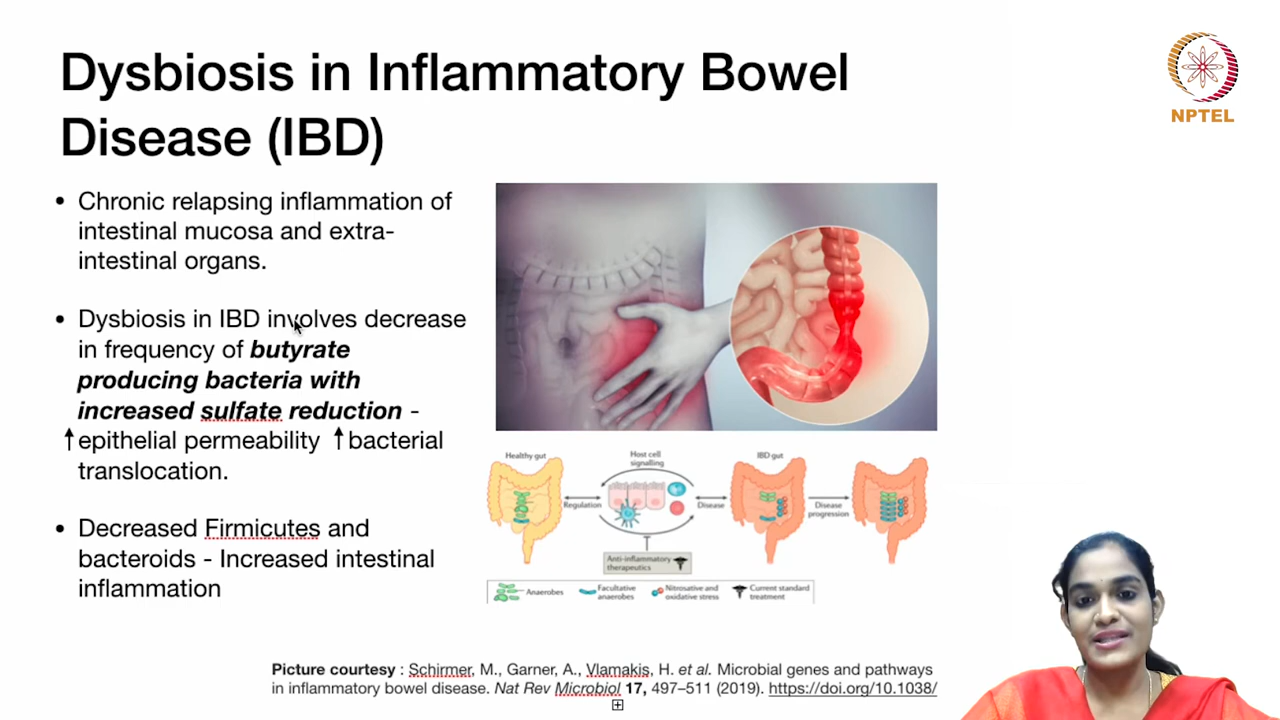 Dysbiosis in Inflammatory Bowel
Disease (IBD)
NPTEL
• Chronic relapsing inflammation of
intestinal mucosa and extra-
intestinal organs.
• Dysbiosis in IBD involves decrease
in frequency of butyrate
producing bacteria with
increased sulfate reduction -
↑epithelial permeability ↑bacterial
translocation.
• Decreased Firmicutes and
bacteroids - Increased intestinal
inflammation
Healthy gut
Host cell
signalling
IBD gut
Regulation
Disease
Disease
progression
Anti-inflammatory
therapeutics
Anaerobes
Facultative
anaerobes
Nitrosative and
oxidative stress
Current standard
treatment
Picture courtesy : Schirmer, M., Garner, A., Vlamakis, H. et al. Microbial genes and pathways
in inflammatory bowel disease. Nat Rev Microbiol 17, 497–511 (2019). https://doi.org/10.1038/